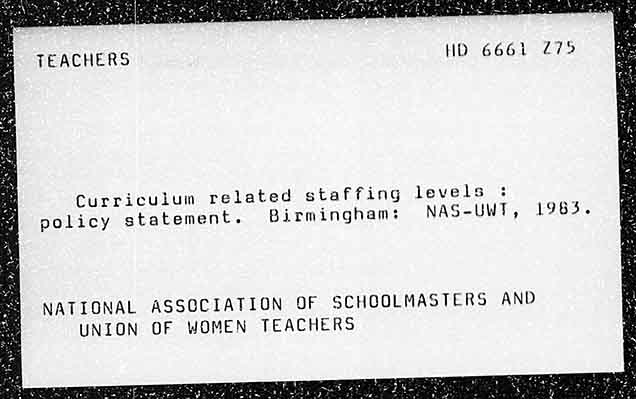 TEACHERS HD 6661 Z75
Curriculum related staffing levels :
policy statement. Birmingham: NAS-UWT, 1983.
NATIONAL ASSOCIATION OF SCHOOLMASTERS AND
UNION OF WOMEN TEACHERS